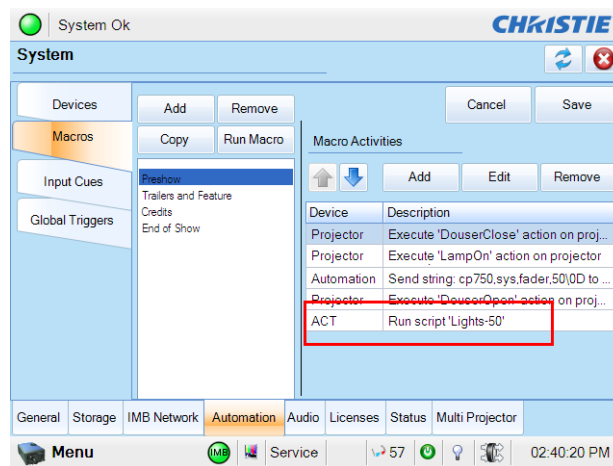 System Ok
CHRISTIE
System
Devices
Macros
Input Cues
Global Triggers
Add
Remove
Copy
Run Macro
Preshow
Trailers and Feature
Credits
End of Show
Cancel
Save
Macro Activities
Add
Edit
Remove
Device Description
Projector Execute 'DouserClose' action on proj...
Projector Execute 'LampOn' action on projector
Automation Send string: cp750,sys,fader,50\0D to ...
Projector Execute 'DouserOpen' action on proj...
ACT Run script 'Lights-50'
General Storage IMB Network Automation Audio Licenses Status Multi Projector
Menu
IMB
Service
57
02:40:20 PM